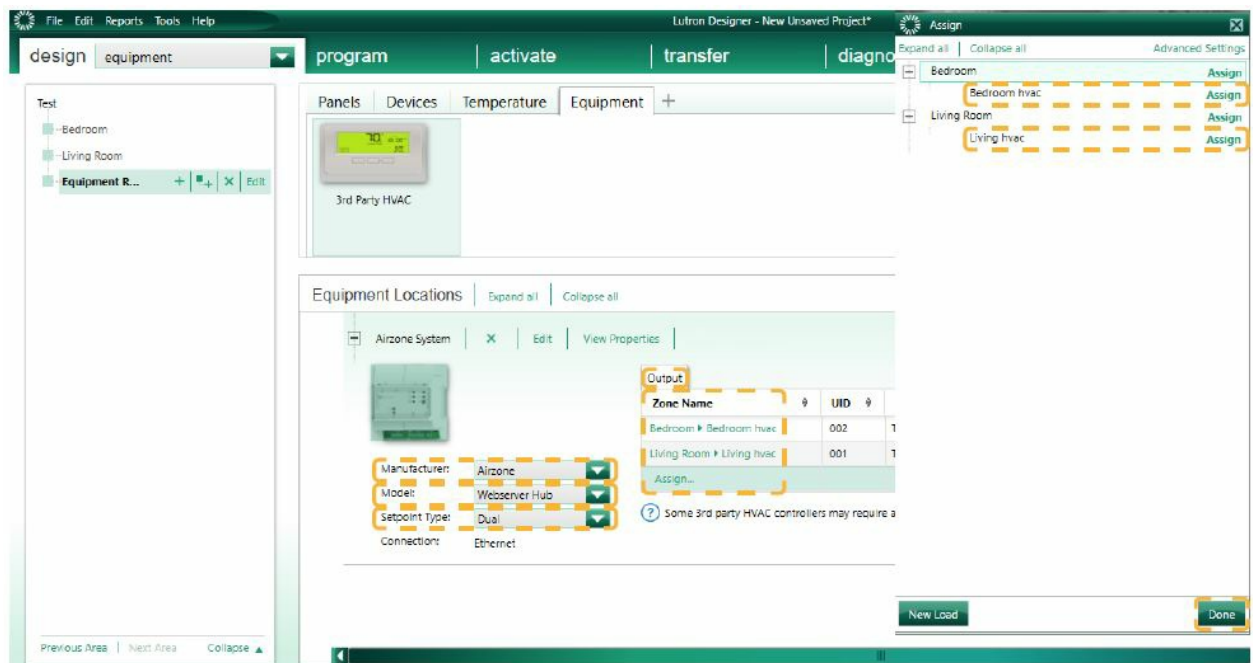 File Edit Reports Tools Help
Lutron Designer - New Unsaved Project*
design equipment
program
activate
transfer
diagno
Test
Bedroom
Living Room
Equipment R... + + × Edit
Previous Area | Next Area Collapse
Panels Devices Temperature Equipment +
70
3rd Party HVAC
Equipment Locations Expand all Collapse all
Airzone System × Edit View Properties
Manufacturer: Airzone
Model: Webserver Hub
Setpoint Type: Dual
Connection: Ethernet
Output
Zone Name UID
Bedroom Bedroom hvac 002 T
Living Room Living hvac 001 T
Assign...
? Some 3rd party HVAC controllers may require a
Assign
Expand all Collapse all Advanced Settings
Bedroom Assign
Bedroom hvac Assign
Living Room Assign
Living hvac Assign
New Load Done